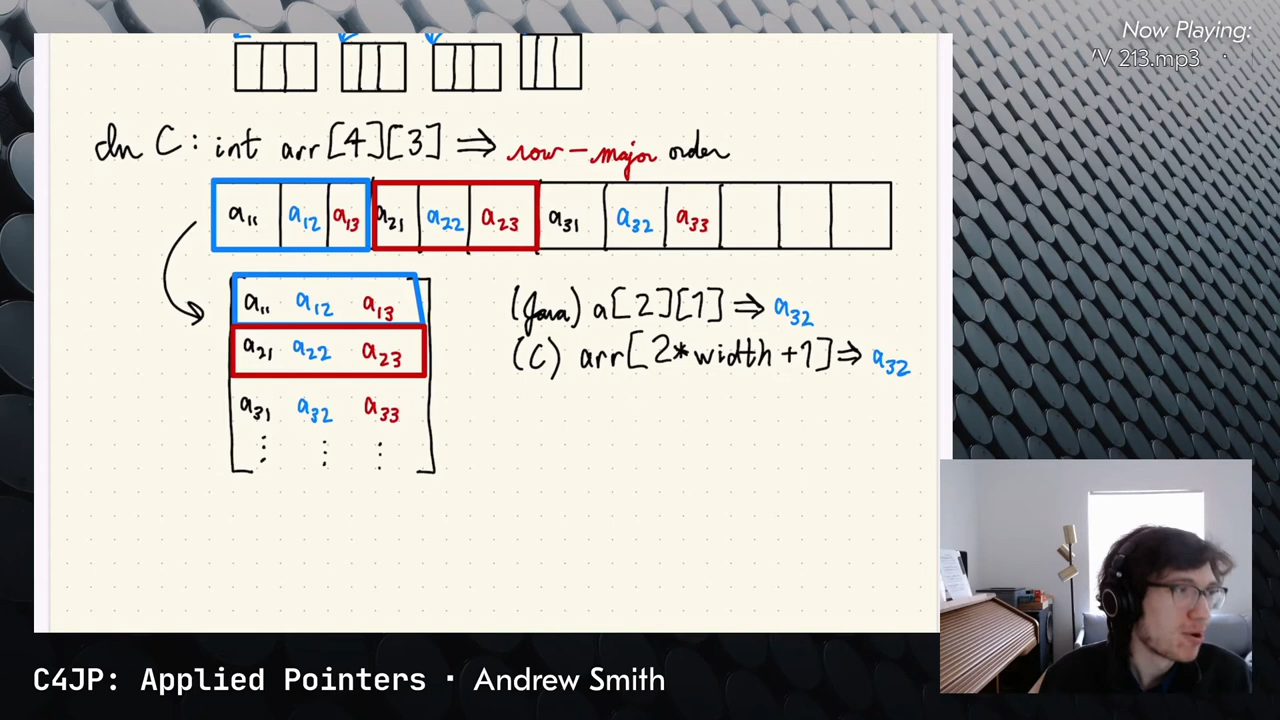 Now Playing:
V 213.mp3 ·
In C: int arr[4][3] ⇒ row-major order
a11 a12 a13 a21 a22 a23 a31 a32 a33
a11 a12 a13
a21 a22 a23
a31 a32 a33
⋮ ⋮ ⋮
(Java) a[2][1] ⇒ a32
(C) arr[2*width+1] ⇒ a32
C4JP: Applied Pointers · Andrew Smith